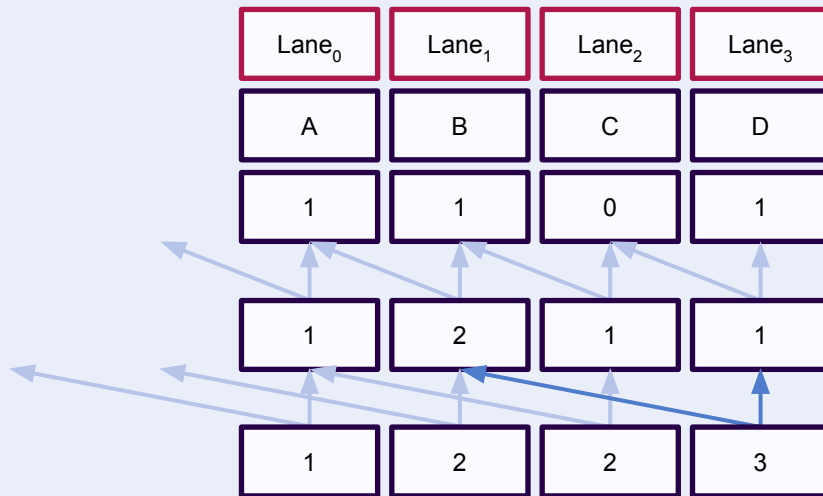 Lane₀ Lane₁ Lane₂ Lane₃
A B C D
1 1 0 1
1 2 1 1
1 2 2 3